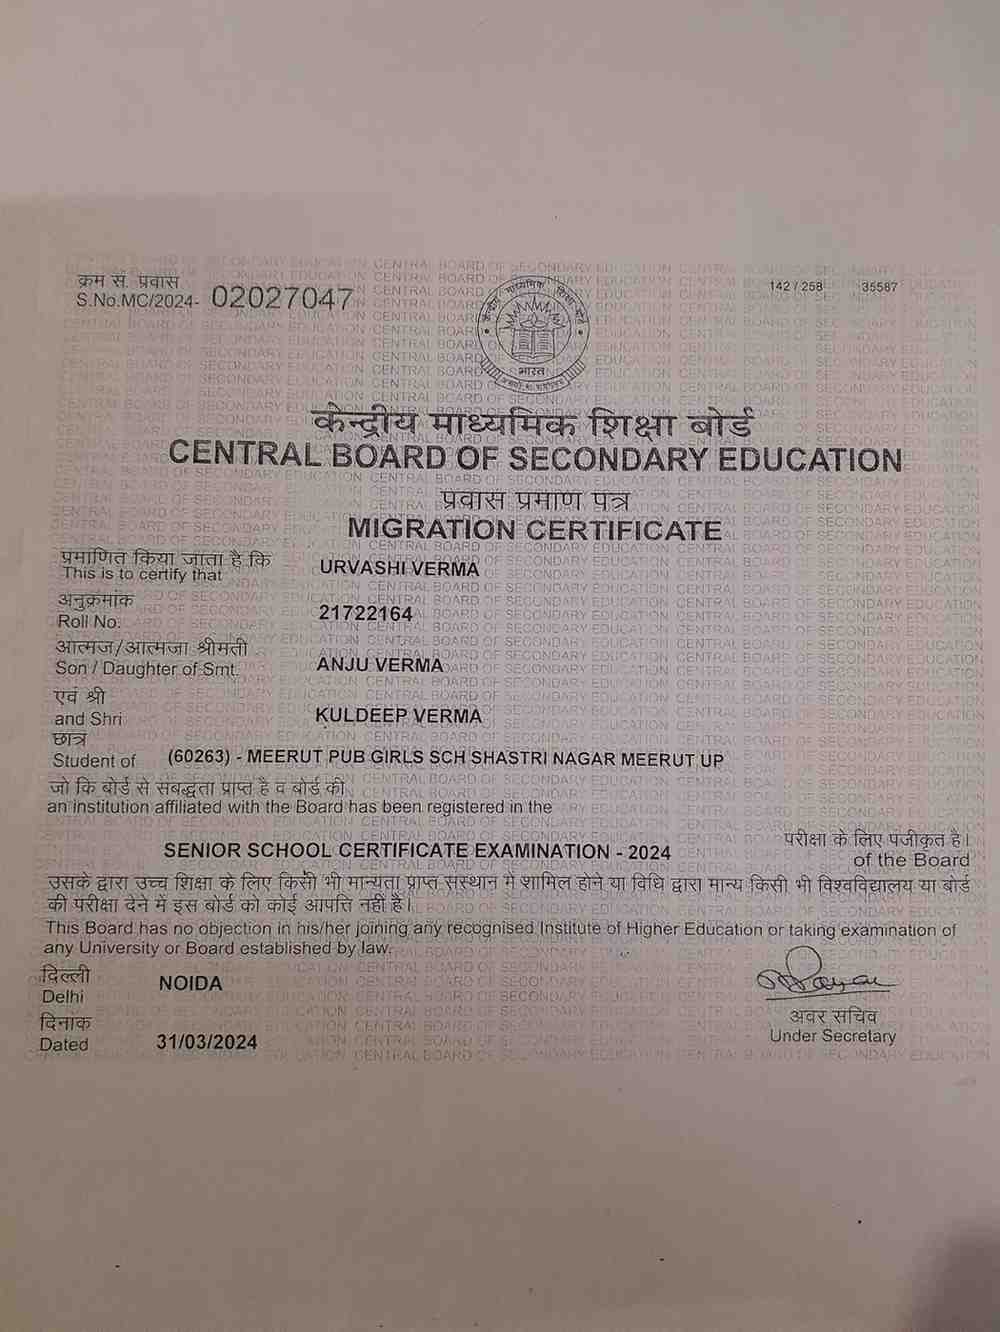 क्रम सं. प्रवास
S.No.MC/2024- 02027047
142 / 258 35587
केन्द्रीय माध्यमिक शिक्षा बोर्ड
भारत
केन्द्रीय माध्यमिक शिक्षा बोर्ड
CENTRAL BOARD OF SECONDARY EDUCATION
प्रवास प्रमाण पत्र
MIGRATION CERTIFICATE
प्रमाणित किया जाता है कि
This is to certify that URVASHI VERMA
अनुक्रमांक
Roll No. 21722164
आत्मज/आत्मजा श्रीमती
Son / Daughter of Smt. ANJU VERMA
एवं श्री
and Shri KULDEEP VERMA
छात्र
Student of (60263) - MEERUT PUB GIRLS SCH SHASTRI NAGAR MEERUT UP
जो कि बोर्ड से संबद्धता प्राप्त है व बोर्ड की
an institution affiliated with the Board has been registered in the
परीक्षा के लिए पंजीकृत है।
SENIOR SCHOOL CERTIFICATE EXAMINATION - 2024 of the Board
उसके द्वारा उच्च शिक्षा के लिए किसी भी मान्यता प्राप्त संस्थान में शामिल होने या विधि द्वारा मान्य किसी भी विश्वविद्यालय या बोर्ड
की परीक्षा देने में इस बोर्ड को कोई आपत्ति नहीं है।
This Board has no objection in his/her joining any recognised Institute of Higher Education or taking examination of
any University or Board established by law.
दिल्ली
Delhi NOIDA
दिनांक
Dated 31/03/2024
अवर सचिव
Under Secretary